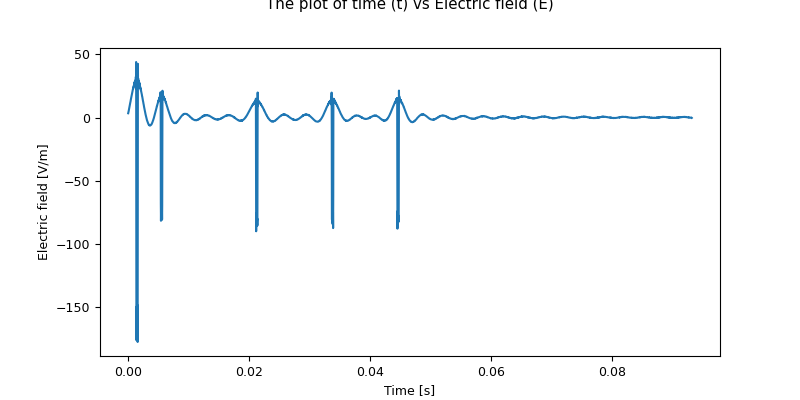 The plot of time (t) vs Electric field (E)
50
0
−50
−100
−150
Electric field [V/m]
0.00 0.02 0.04 0.06 0.08
Time [s]